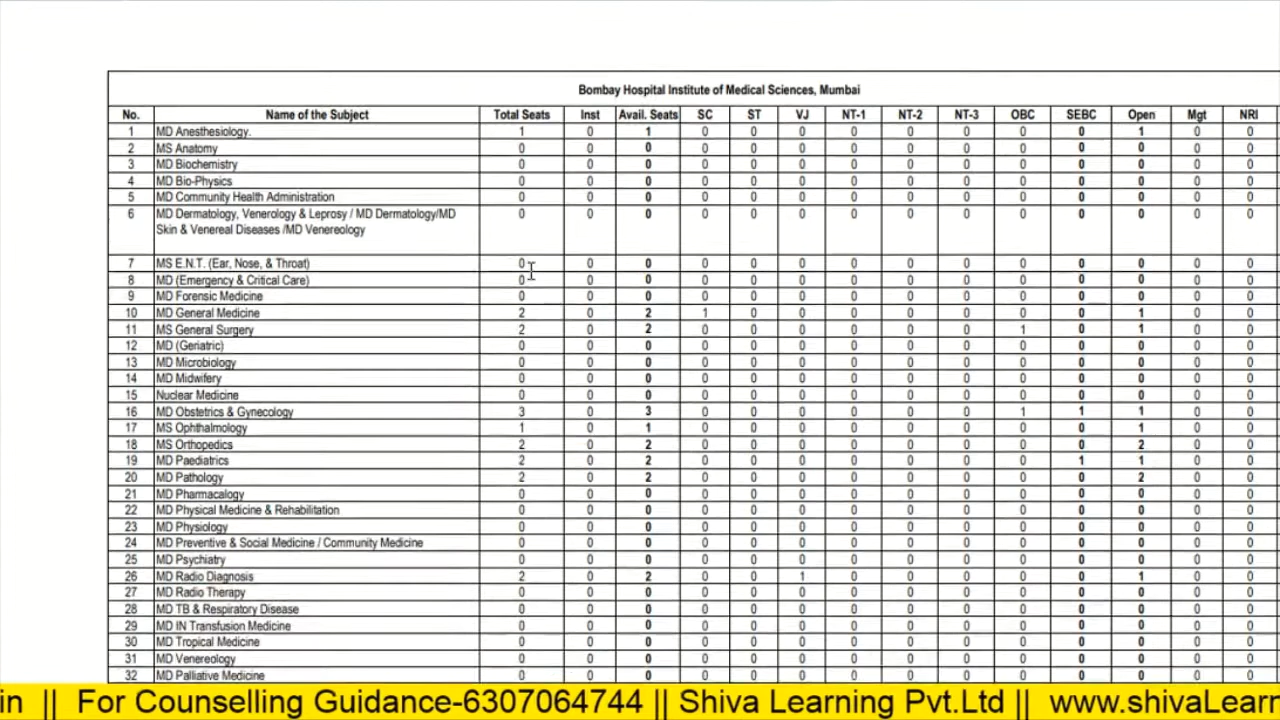 Bombay Hospital Institute of Medical Sciences, Mumbai
No. Name of the Subject Total Seats Inst Avail. Seats SC ST VJ NT-1 NT-2 NT-3 OBC SEBC Open Mgt NRI
1 MD Anesthesiology. 1 0 1 0 0 0 0 0 0 0 0 1 0 0
2 MS Anatomy 0 0 0 0 0 0 0 0 0 0 0 0 0 0
3 MD Biochemistry 0 0 0 0 0 0 0 0 0 0 0 0 0 0
4 MD Bio-Physics 0 0 0 0 0 0 0 0 0 0 0 0 0 0
5 MD Community Health Administration 0 0 0 0 0 0 0 0 0 0 0 0 0 0
6 MD Dermatology, Venerology & Leprosy / MD Dermatology/MD 0 0 0 0 0 0 0 0 0 0 0 0 0 0
Skin & Venereal Diseases /MD Venereology
7 MS E.N.T. (Ear, Nose, & Throat) 0 0 0 0 0 0 0 0 0 0 0 0 0 0
8 MD (Emergency & Critical Care) 0 0 0 0 0 0 0 0 0 0 0 0 0 0
9 MD Forensic Medicine 0 0 0 0 0 0 0 0 0 0 0 0 0 0
10 MD General Medicine 2 0 2 1 0 0 0 0 0 0 0 1 0 0
11 MS General Surgery 2 0 2 0 0 0 0 0 0 1 0 1 0 0
12 MD (Geriatric) 0 0 0 0 0 0 0 0 0 0 0 0 0 0
13 MD Microbiology 0 0 0 0 0 0 0 0 0 0 0 0 0 0
14 MD Midwifery 0 0 0 0 0 0 0 0 0 0 0 0 0 0
15 Nuclear Medicine 0 0 0 0 0 0 0 0 0 0 0 0 0 0
16 MD Obstetrics & Gynecology 3 0 3 0 0 0 0 0 0 1 1 1 0 0
17 MS Ophthalmology 1 0 1 0 0 0 0 0 0 0 0 1 0 0
18 MS Orthopedics 2 0 2 0 0 0 0 0 0 0 0 2 0 0
19 MD Paediatrics 2 0 2 0 0 0 0 0 0 0 1 1 0 0
20 MD Pathology 2 0 2 0 0 0 0 0 0 0 0 2 0 0
21 MD Pharmacalogy 0 0 0 0 0 0 0 0 0 0 0 0 0 0
22 MD Physical Medicine & Rehabilitation 0 0 0 0 0 0 0 0 0 0 0 0 0 0
23 MD Physiology 0 0 0 0 0 0 0 0 0 0 0 0 0 0
24 MD Preventive & Social Medicine / Community Medicine 0 0 0 0 0 0 0 0 0 0 0 0 0 0
25 MD Psychiatry 0 0 0 0 0 0 0 0 0 0 0 0 0 0
26 MD Radio Diagnosis 2 0 2 0 0 1 0 0 0 0 0 1 0 0
27 MD Radio Therapy 0 0 0 0 0 0 0 0 0 0 0 0 0 0
28 MD TB & Respiratory Disease 0 0 0 0 0 0 0 0 0 0 0 0 0 0
29 MD IN Transfusion Medicine 0 0 0 0 0 0 0 0 0 0 0 0 0 0
30 MD Tropical Medicine 0 0 0 0 0 0 0 0 0 0 0 0 0 0
31 MD Venereology 0 0 0 0 0 0 0 0 0 0 0 0 0 0
32 MD Palliative Medicine 0 0 0 0 0 0 0 0 0 0 0 0 0 0
in || For Counselling Guidance-6307064744 || Shiva Learning Pvt.Ltd || www.shivaLearn